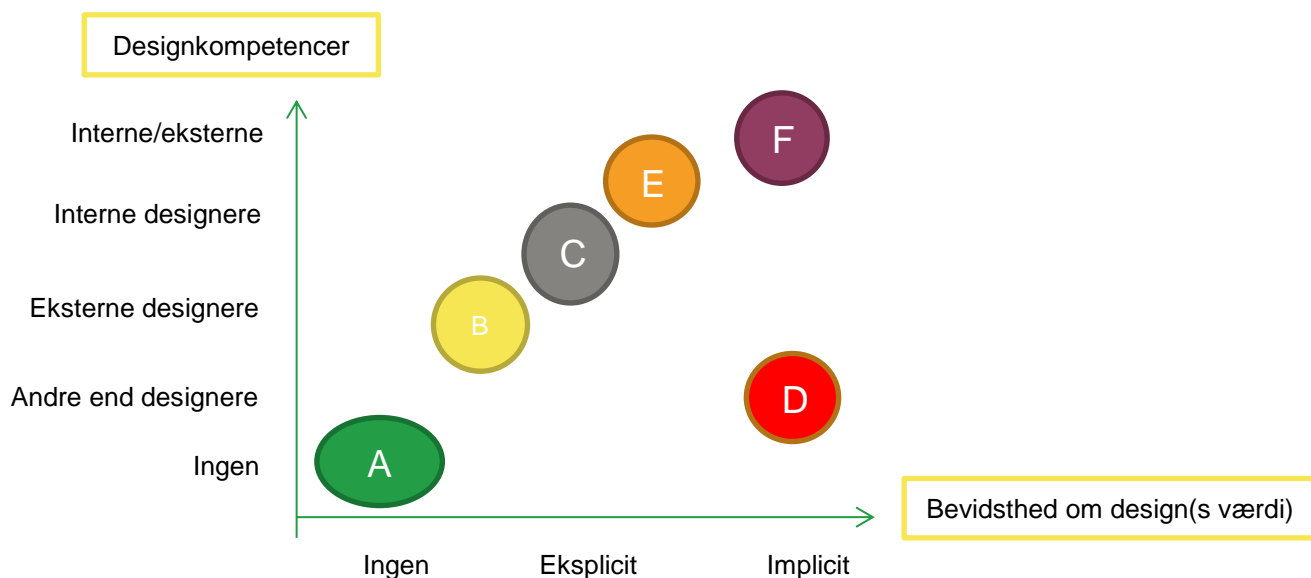 Designkompetencer
Interne/eksterne
F
E
Interne designere
C
Eksterne designere
B
Andre end designere
D
Ingen
A
Bevidsthed om design(s værdi)
Ingen
Eksplicit
Implicit